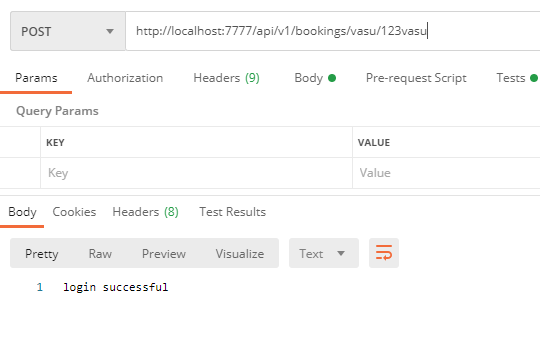 POST http://localhost:7777/api/v1/bookings/vasu/123vasu
Params Authorization Headers (9) Body Pre-request Script Tests
Query Params
KEY VALUE
Key Value
Body Cookies Headers (8) Test Results
Pretty Raw Preview Visualize Text
1 login successful